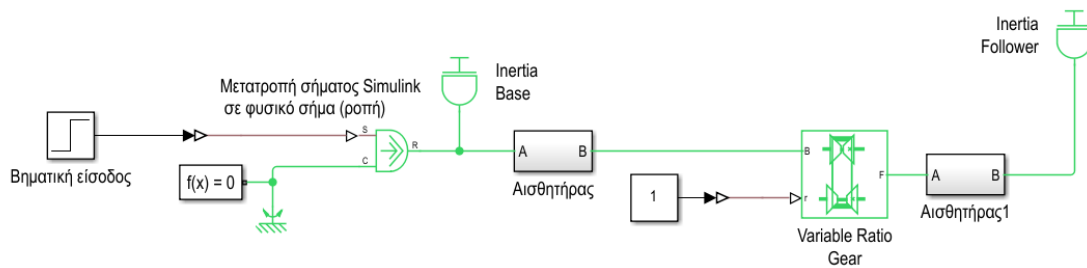 Inertia
Follower
Inertia
Base
Μετατροπή σήματος Simulink
σε φυσικό σήμα (ροπή)
S
C
R
Βηματική είσοδος
f(x) = 0
A
B
Αισθητήρας
1
B
r
F
Variable Ratio
Gear
A
B
Αισθητήρας1